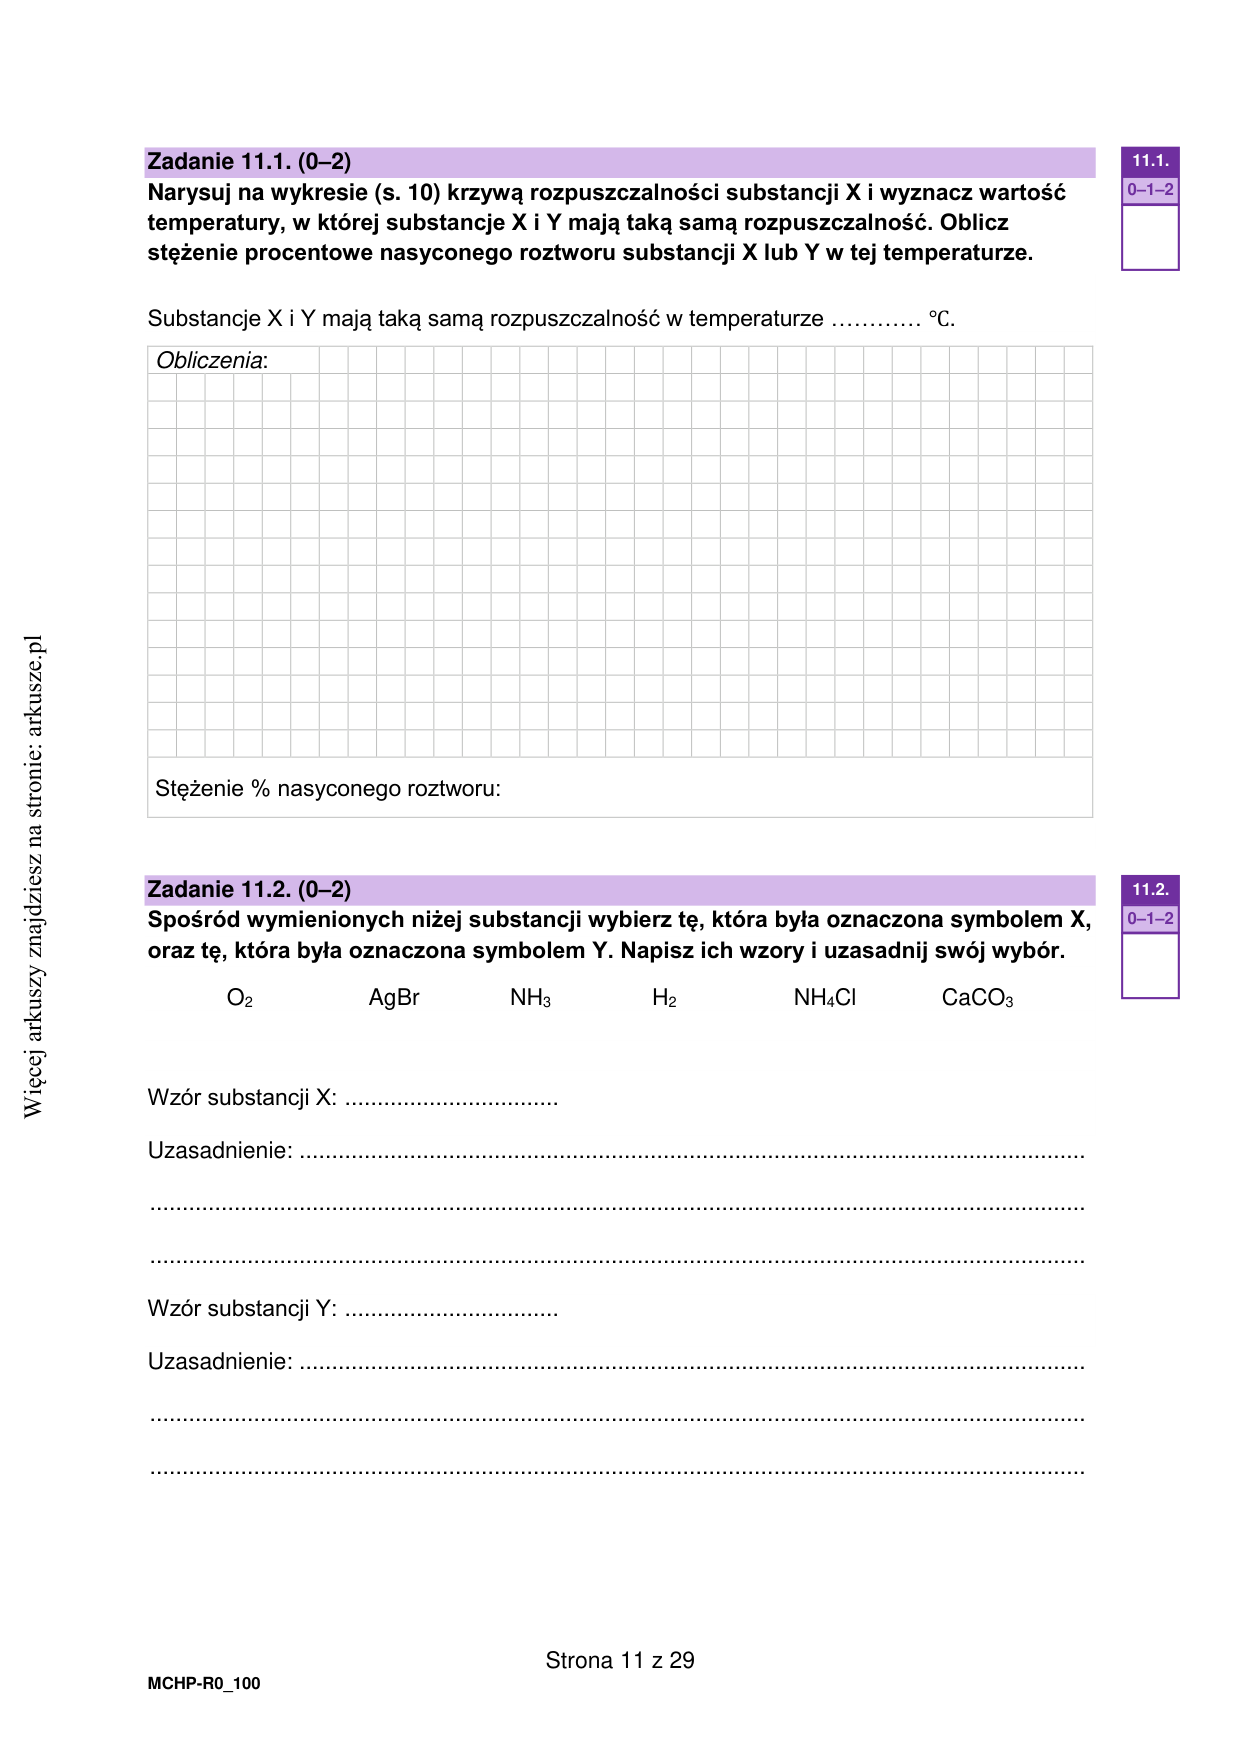 Zadanie 11.1. (0–2)
11.1.
0–1–2
Narysuj na wykresie (s. 10) krzywą rozpuszczalności substancji X i wyznacz wartość
temperatury, w której substancje X i Y mają taką samą rozpuszczalność. Oblicz
stężenie procentowe nasyconego roztworu substancji X lub Y w tej temperaturze.
Substancje X i Y mają taką samą rozpuszczalność w temperaturze ………… °C.
Obliczenia:
Stężenie % nasyconego roztworu:
Zadanie 11.2. (0–2)
11.2.
0–1–2
Spośród wymienionych niżej substancji wybierz tę, która była oznaczona symbolem X,
oraz tę, która była oznaczona symbolem Y. Napisz ich wzory i uzasadnij swój wybór.
O₂ AgBr NH₃ H₂ NH₄Cl CaCO₃
Wzór substancji X: .................................
Uzasadnienie: ..........................................................................................................................
.................................................................................................................................................
.................................................................................................................................................
Wzór substancji Y: .................................
Uzasadnienie: ..........................................................................................................................
.................................................................................................................................................
.................................................................................................................................................
Strona 11 z 29
MCHP-R0_100
Więcej arkuszy znajdziesz na stronie: arkusze.pl